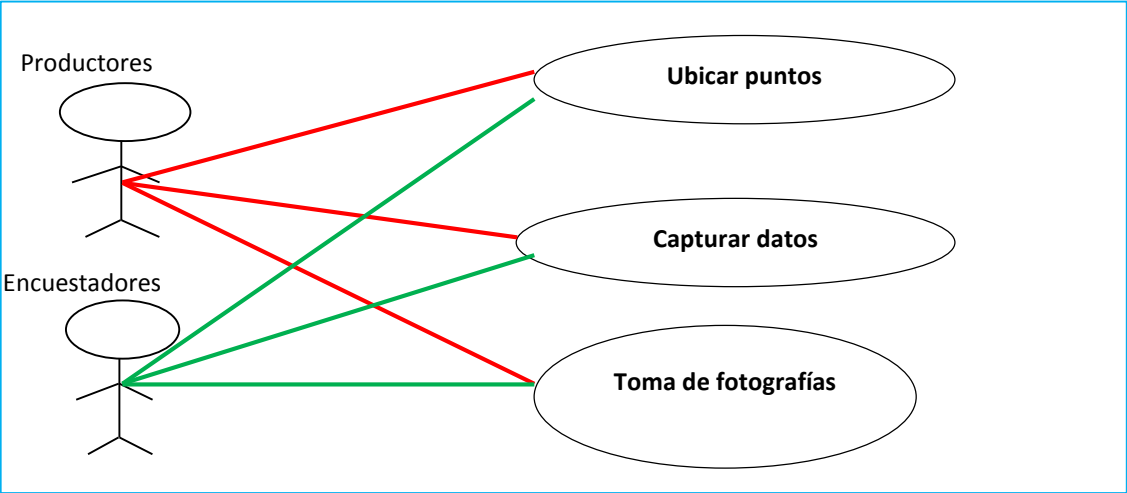 Productores
Ubicar puntos
Capturar datos
Encuestadores
Toma de fotografías